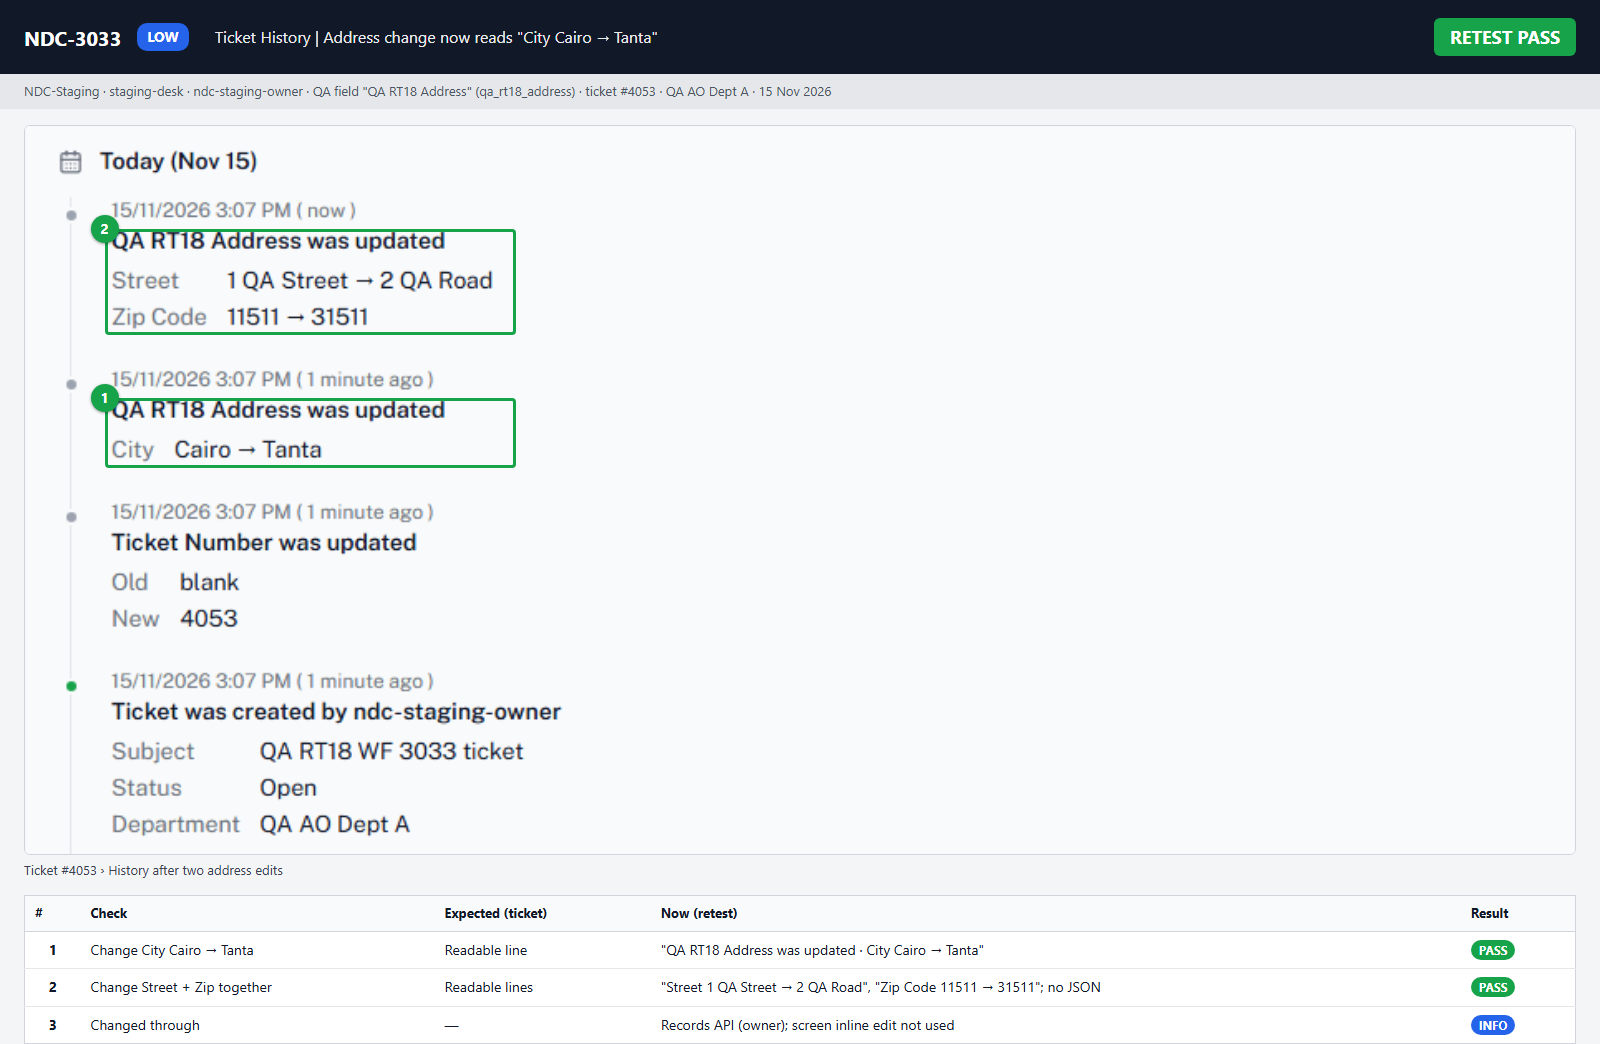 NDC-3033 LOW Ticket History | Address change now reads "City Cairo → Tanta" RETEST PASS
NDC-Staging · staging-desk · ndc-staging-owner · QA field "QA RT18 Address" (qa_rt18_address) · ticket #4053 · QA AO Dept A · 15 Nov 2026
Today (Nov 15)
15/11/2026 3:07 PM ( now )
2
QA RT18 Address was updated
Street 1 QA Street → 2 QA Road
Zip Code 11511 → 31511
15/11/2026 3:07 PM ( 1 minute ago )
1
QA RT18 Address was updated
City Cairo → Tanta
15/11/2026 3:07 PM ( 1 minute ago )
Ticket Number was updated
Old blank
New 4053
15/11/2026 3:07 PM ( 1 minute ago )
Ticket was created by ndc-staging-owner
Subject QA RT18 WF 3033 ticket
Status Open
Department QA AO Dept A
Ticket #4053 › History after two address edits
# Check Expected (ticket) Now (retest) Result
1 Change City Cairo → Tanta Readable line "QA RT18 Address was updated · City Cairo → Tanta" PASS
2 Change Street + Zip together Readable lines "Street 1 QA Street → 2 QA Road", "Zip Code 11511 → 31511"; no JSON PASS
3 Changed through — Records API (owner); screen inline edit not used INFO